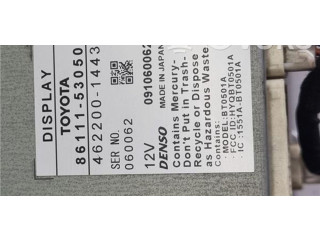 DISPLAY
TOYOTA
86111-53050
462200-1443
SER NO.
060062
091060062
12V
DENSO MADE IN JAPAN
Contains Mercury-
Don't Put in Trash-
Recycle or Dispose
as Hazardous Waste
· MODEL: BT0501A
· FCC ID: HYQBT0501A
· IC : 1551A-BT0501A